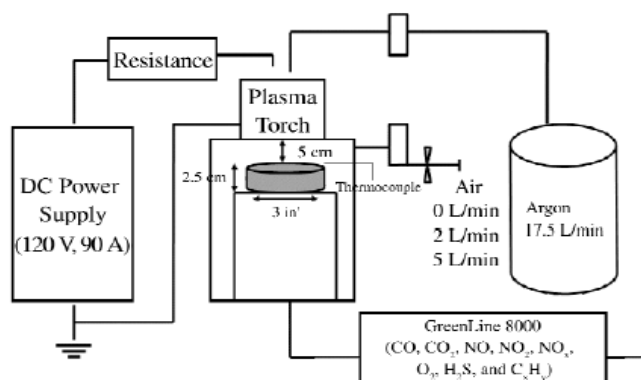 Resistance
Plasma
Torch
5 cm
2.5 cm
Thermocouple
3 in'
DC Power
Supply
(120 V, 90 A)
Air
0 L/min
2 L/min
5 L/min
Argon
17.5 L/min
GreenLine 8000
(CO, CO₂, NO, NO₂, NOₓ,
O₂, H₂S, and CₓHᵧ)